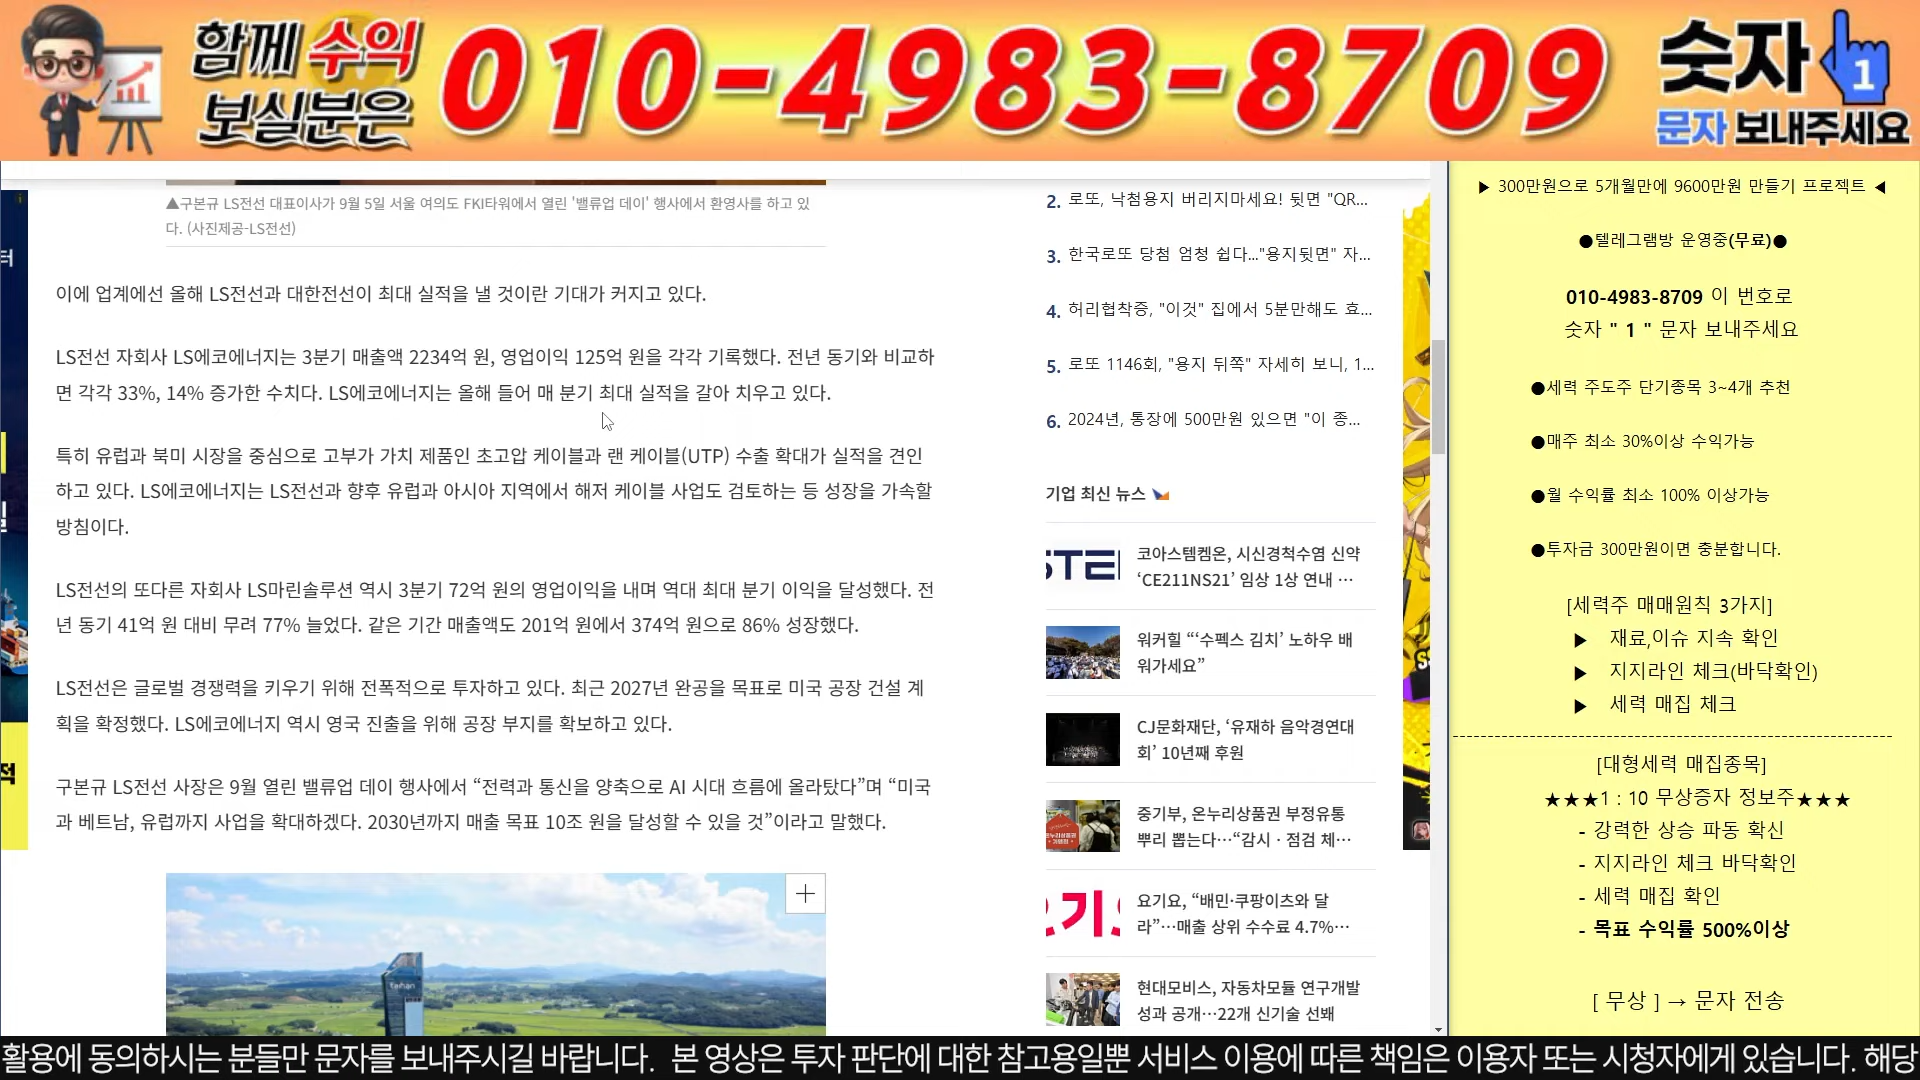 함께 수익
보실분은
010-4983-8709
숫자 1
문자 보내주세요
▲구본규 LS전선 대표이사가 9월 5일 서울 여의도 FKI타워에서 열린 '밸류업 데이' 행사에서 환영사를 하고 있
다. (사진제공-LS전선)
이에 업계에선 올해 LS전선과 대한전선이 최대 실적을 낼 것이란 기대가 커지고 있다.
LS전선 자회사 LS에코에너지는 3분기 매출액 2234억 원, 영업이익 125억 원을 각각 기록했다. 전년 동기와 비교하
면 각각 33%, 14% 증가한 수치다. LS에코에너지는 올해 들어 매 분기 최대 실적을 갈아 치우고 있다.
특히 유럽과 북미 시장을 중심으로 고부가 가치 제품인 초고압 케이블과 랜 케이블(UTP) 수출 확대가 실적을 견인
하고 있다. LS에코에너지는 LS전선과 향후 유럽과 아시아 지역에서 해저 케이블 사업도 검토하는 등 성장을 가속할
방침이다.
LS전선의 또다른 자회사 LS마린솔루션 역시 3분기 72억 원의 영업이익을 내며 역대 최대 분기 이익을 달성했다. 전
년 동기 41억 원 대비 무려 77% 늘었다. 같은 기간 매출액도 201억 원에서 374억 원으로 86% 성장했다.
LS전선은 글로벌 경쟁력을 키우기 위해 전폭적으로 투자하고 있다. 최근 2027년 완공을 목표로 미국 공장 건설 계
획을 확정했다. LS에코에너지 역시 영국 진출을 위해 공장 부지를 확보하고 있다.
구본규 LS전선 사장은 9월 열린 밸류업 데이 행사에서 “전력과 통신을 양축으로 AI 시대 흐름에 올라탔다”며 “미국
과 베트남, 유럽까지 사업을 확대하겠다. 2030년까지 매출 목표 10조 원을 달성할 수 있을 것”이라고 말했다.
taihan
2. 로또, 낙첨용지 버리지마세요! 뒷면 "QR...
3. 한국로또 당첨 엄청 쉽다..."용지뒷면" 자...
4. 허리협착증, "이것" 집에서 5분만해도 효...
5. 로또 1146회, "용지 뒤쪽" 자세히 보니, 1...
6. 2024년, 통장에 500만원 있으면 "이 종...
기업 최신 뉴스
코아스템켐온, 시신경척수염 신약
‘CE211NS21’ 임상 1상 연내 …
워커힐 “‘수펙스 김치’ 노하우 배
워가세요”
CJ문화재단, ‘유재하 음악경연대
회’ 10년째 후원
중기부, 온누리상품권 부정유통
뿌리 뽑는다…“감시ㆍ점검 체…
요기요, “배민·쿠팡이츠와 달
라”…매출 상위 수수료 4.7%…
현대모비스, 자동차모듈 연구개발
성과 공개…22개 신기술 선봬
▶ 300만원으로 5개월만에 9600만원 만들기 프로젝트 ◀
●텔레그램방 운영중(무료)●
010-4983-8709 이 번호로
숫자 " 1 " 문자 보내주세요
●세력 주도주 단기종목 3~4개 추천
●매주 최소 30%이상 수익가능
●월 수익률 최소 100% 이상가능
●투자금 300만원이면 충분합니다.
[세력주 매매원칙 3가지]
▶ 재료,이슈 지속 확인
▶ 지지라인 체크(바닥확인)
▶ 세력 매집 체크
[대형세력 매집종목]
★★★1 : 10 무상증자 정보주★★★
- 강력한 상승 파동 확신
- 지지라인 체크 바닥확인
- 세력 매집 확인
- 목표 수익률 500%이상
[ 무상 ] → 문자 전송
활용에 동의하시는 분들만 문자를 보내주시길 바랍니다. 본 영상은 투자 판단에 대한 참고용일뿐 서비스 이용에 따른 책임은 이용자 또는 시청자에게 있습니다. 해당